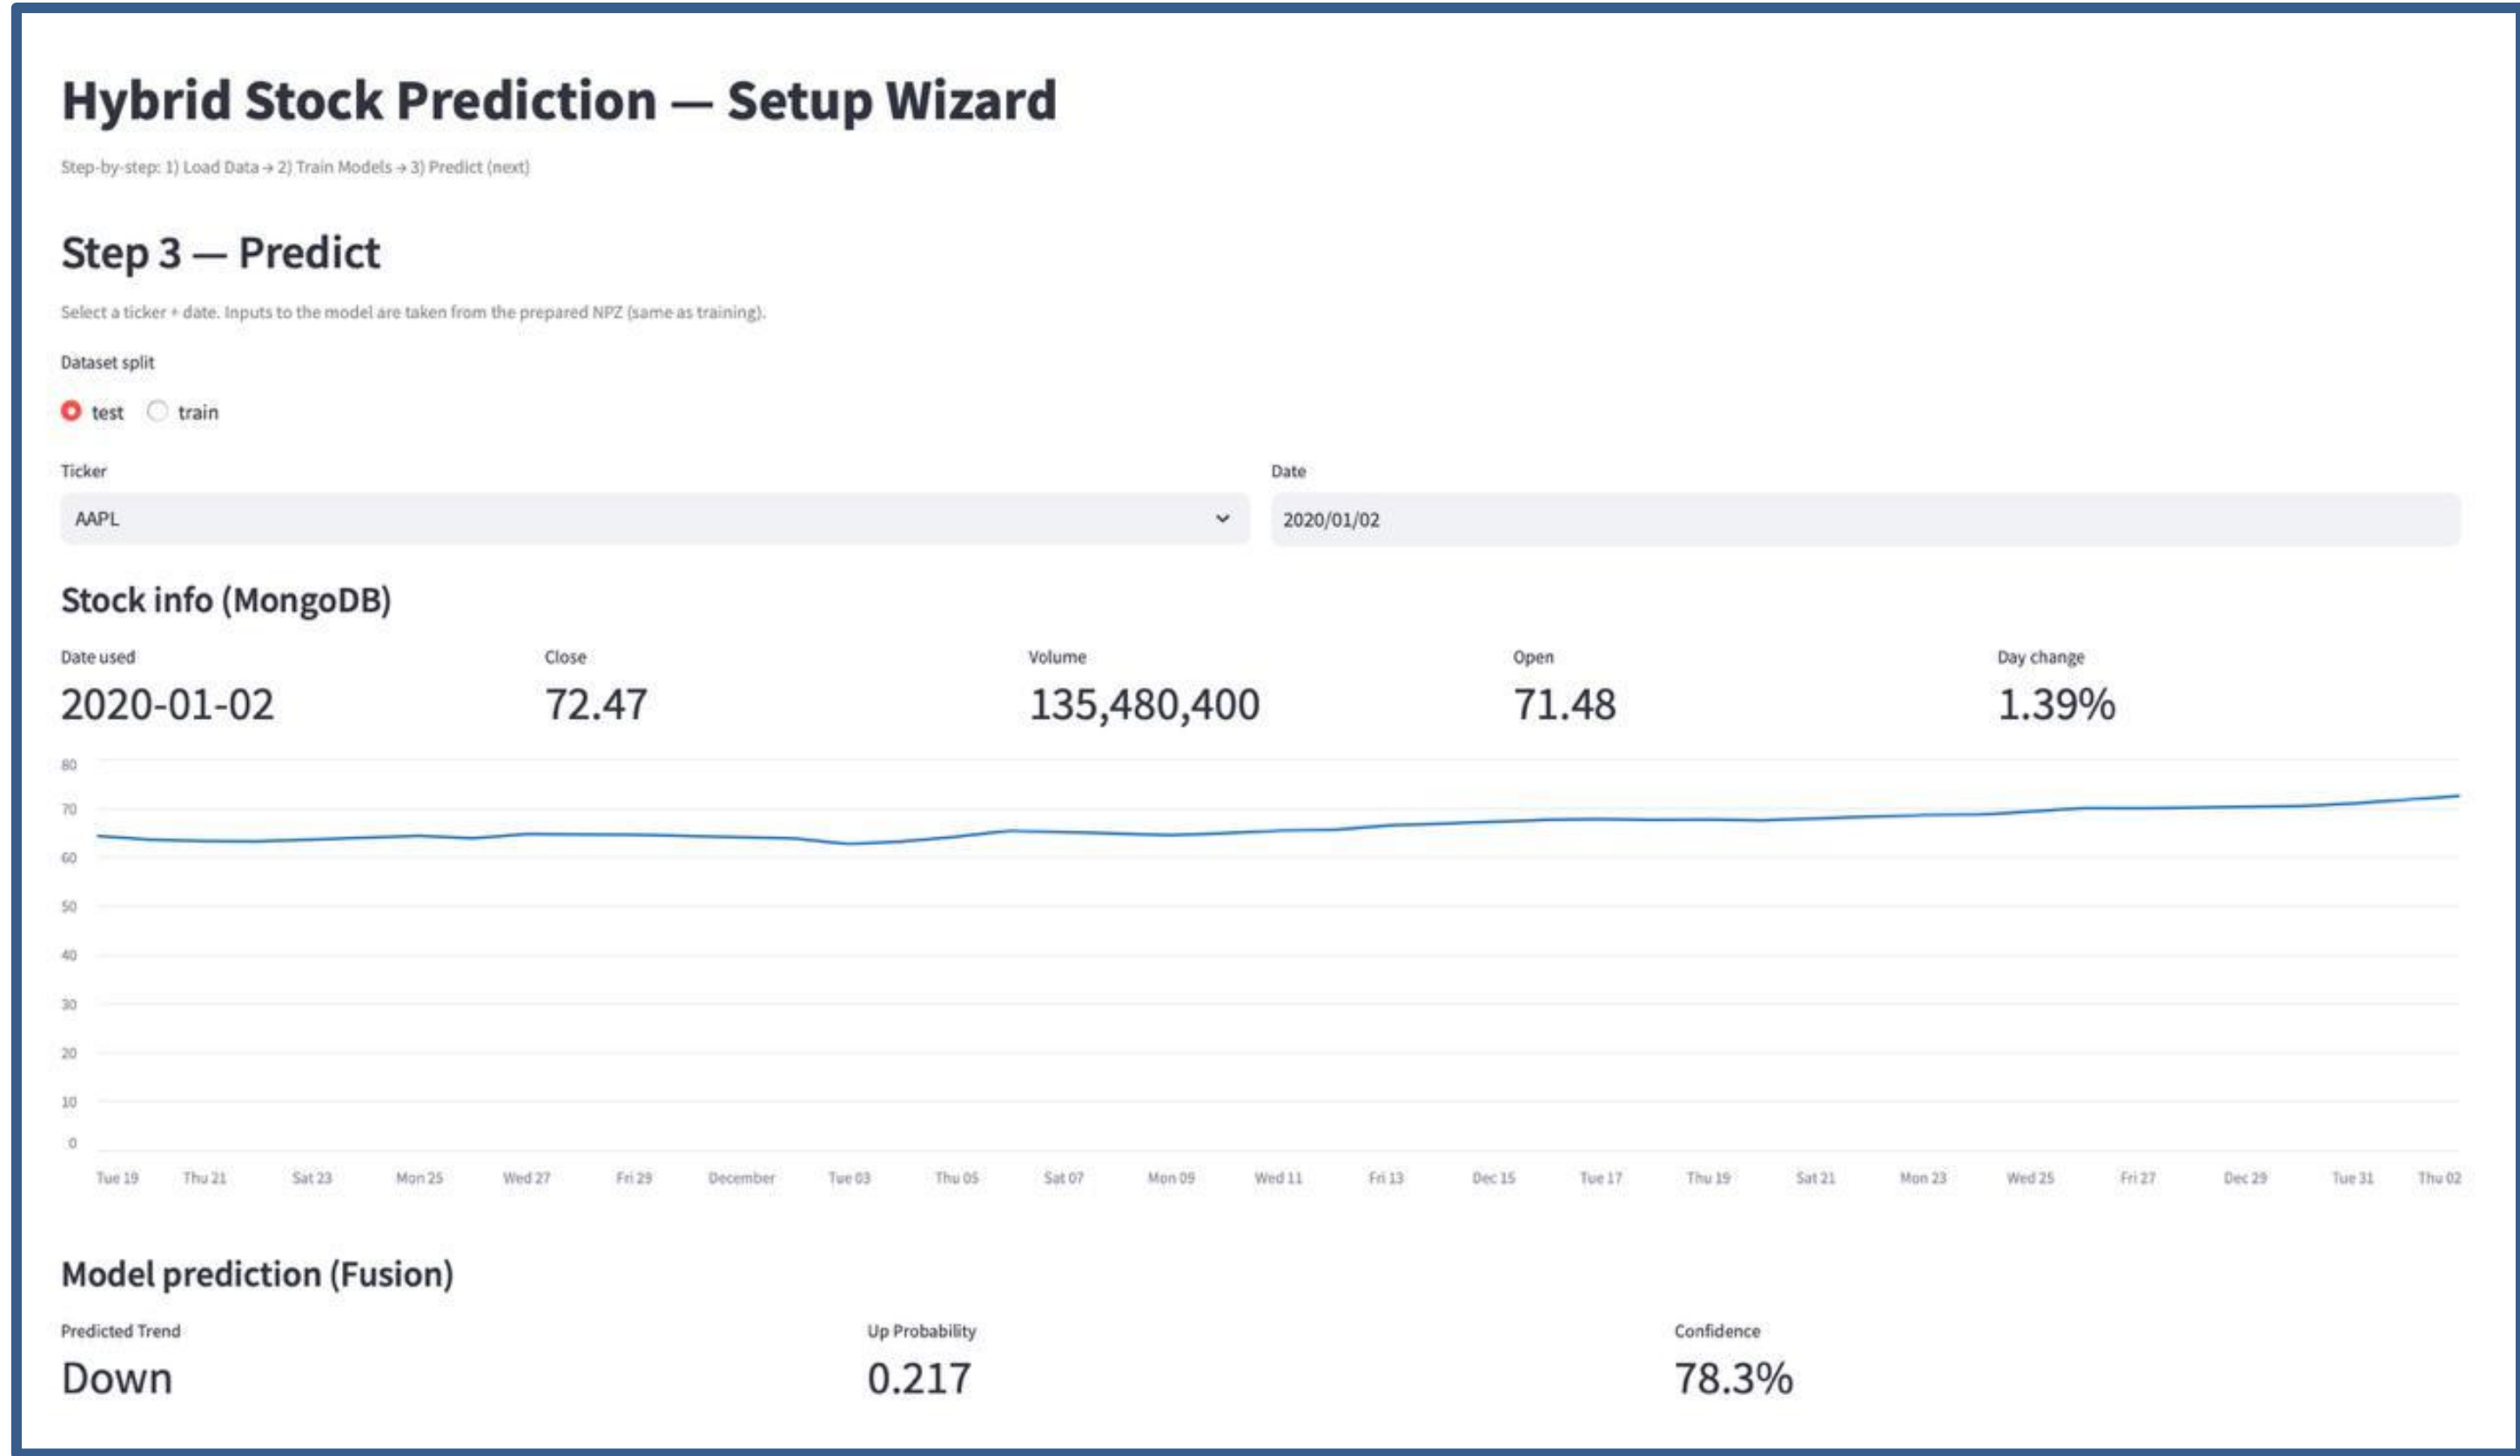 Hybrid Stock Prediction — Setup Wizard
Step-by-step: 1) Load Data → 2) Train Models → 3) Predict (next)
Step 3 — Predict
Select a ticker + date. Inputs to the model are taken from the prepared NPZ (same as training).
Dataset split
test train
Ticker Date
AAPL 2020/01/02
Stock info (MongoDB)
Date used Close Volume Open Day change
2020-01-02 72.47 135,480,400 71.48 1.39%
80
70
60
50
40
30
20
10
0
Tue 19 Thu 21 Sat 23 Mon 25 Wed 27 Fri 29 December Tue 03 Thu 05 Sat 07 Mon 09 Wed 11 Fri 13 Dec 15 Tue 17 Thu 19 Sat 21 Mon 23 Wed 25 Fri 27 Dec 29 Tue 31 Thu 02
Model prediction (Fusion)
Predicted Trend Up Probability Confidence
Down 0.217 78.3%